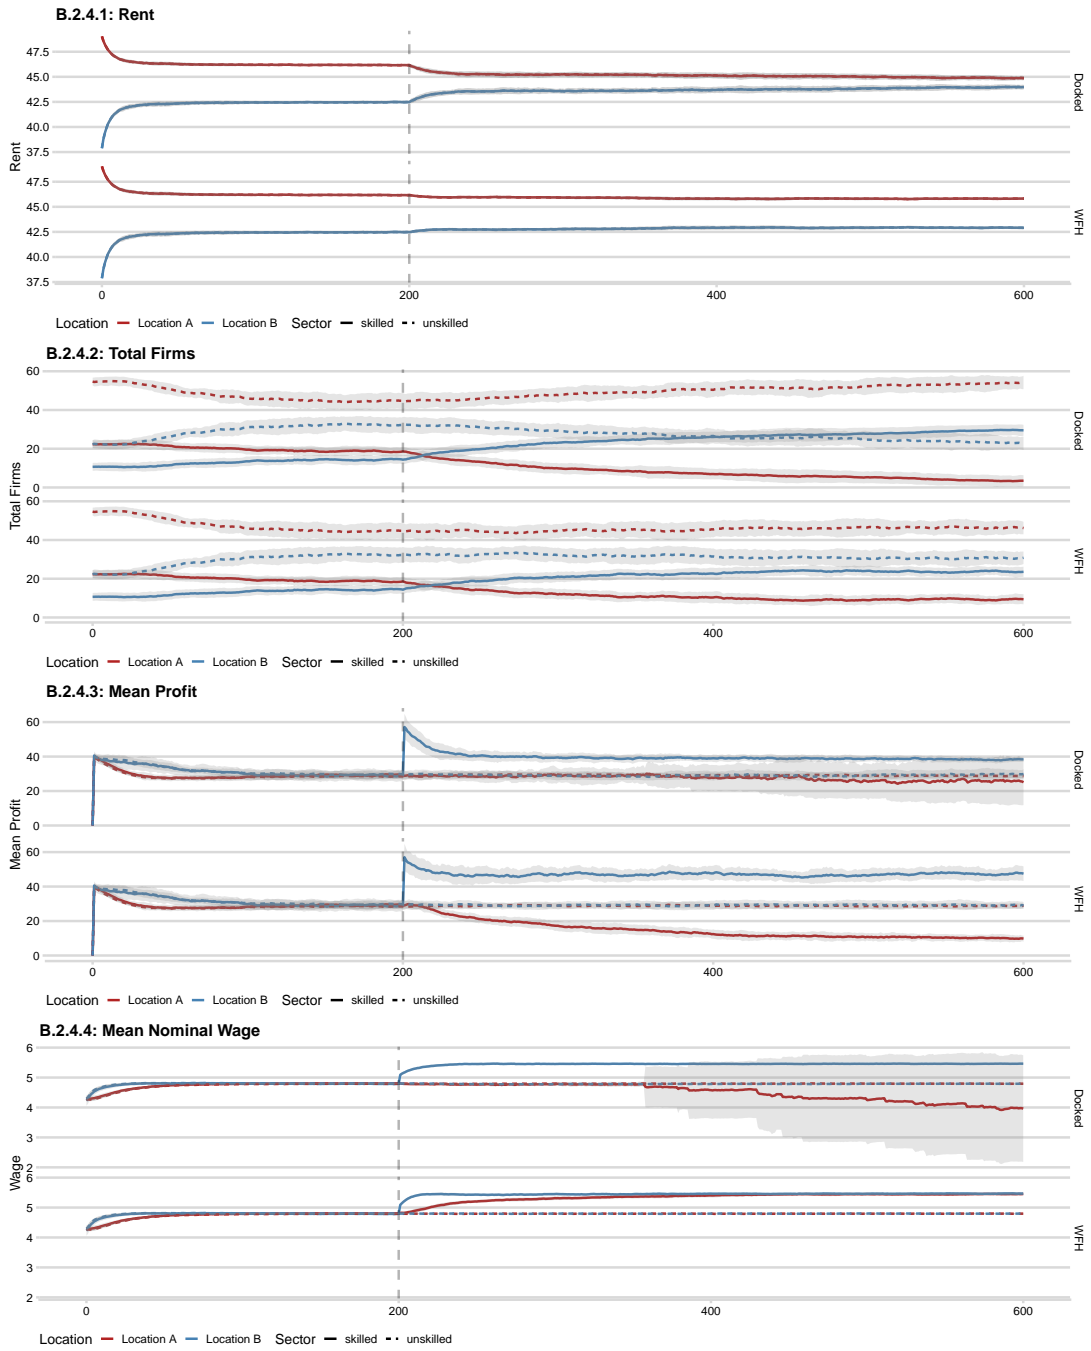 B.2.4.1: Rent
47.5
45.0
42.5
40.0
37.5
Docked
Rent
47.5
45.0
42.5
40.0
37.5
WFH
0 200 400 600
Location Location A Location B Sector skilled unskilled
B.2.4.2: Total Firms
60
40
20
0
Docked
Total Firms
60
40
20
0
WFH
0 200 400 600
Location Location A Location B Sector skilled unskilled
B.2.4.3: Mean Profit
60
40
20
0
Docked
Mean Profit
60
40
20
0
WFH
0 200 400 600
Location Location A Location B Sector skilled unskilled
B.2.4.4: Mean Nominal Wage
6
5
4
3
2
Docked
Wage
6
5
4
3
2
WFH
0 200 400 600
Location Location A Location B Sector skilled unskilled